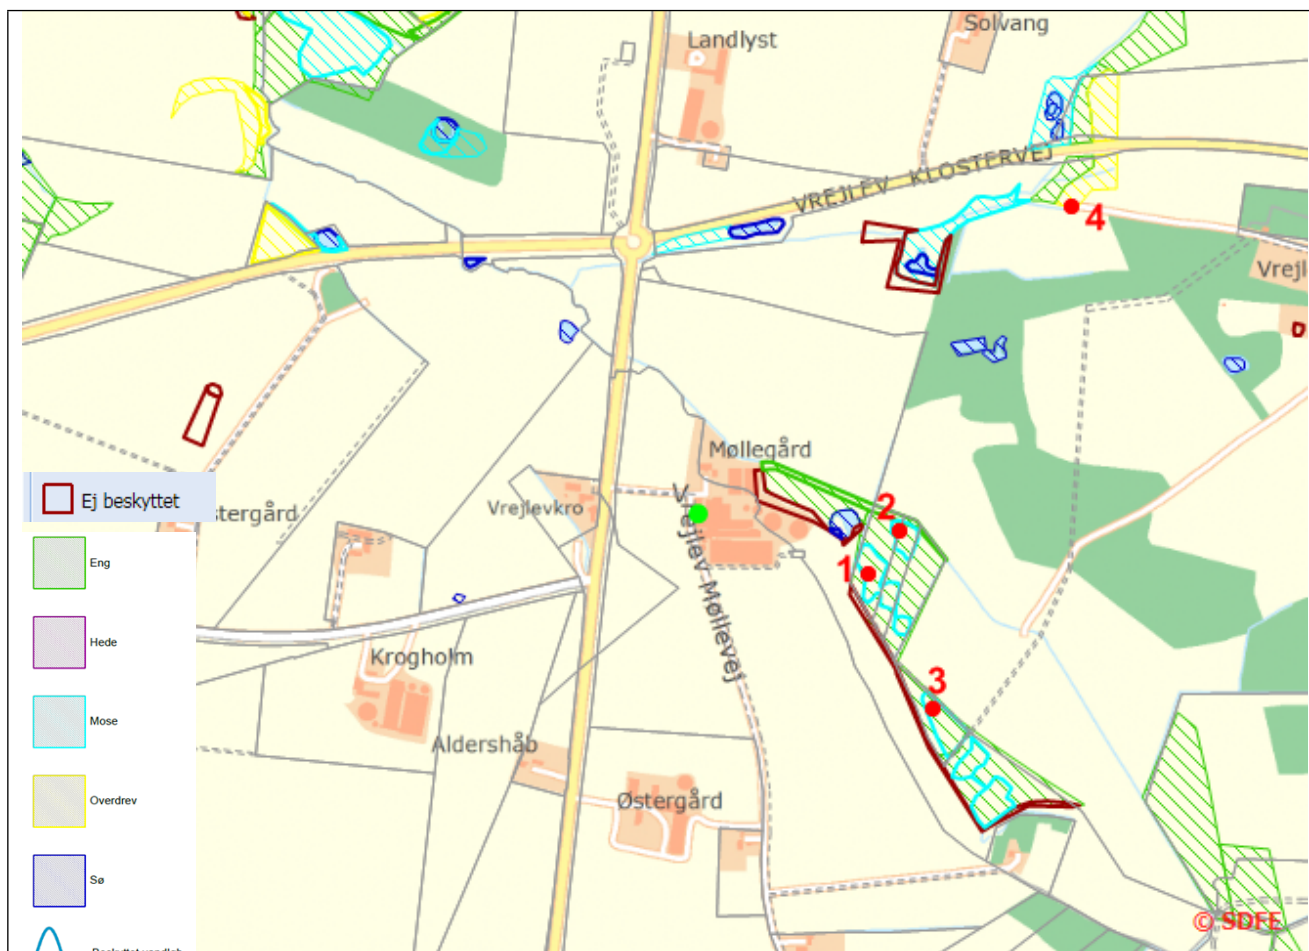 Solvang
Landlyst
VREJLEV KLOSTERVEJ
4
Vrejl
Møllegård
Ej beskyttet
stergård
Vrejlevkro
2
1
Vrejlev Møllevej
Eng
Hede
Krogholm
3
Mose
Aldershåb
Overdrev
Østergård
Sø
© SDFE